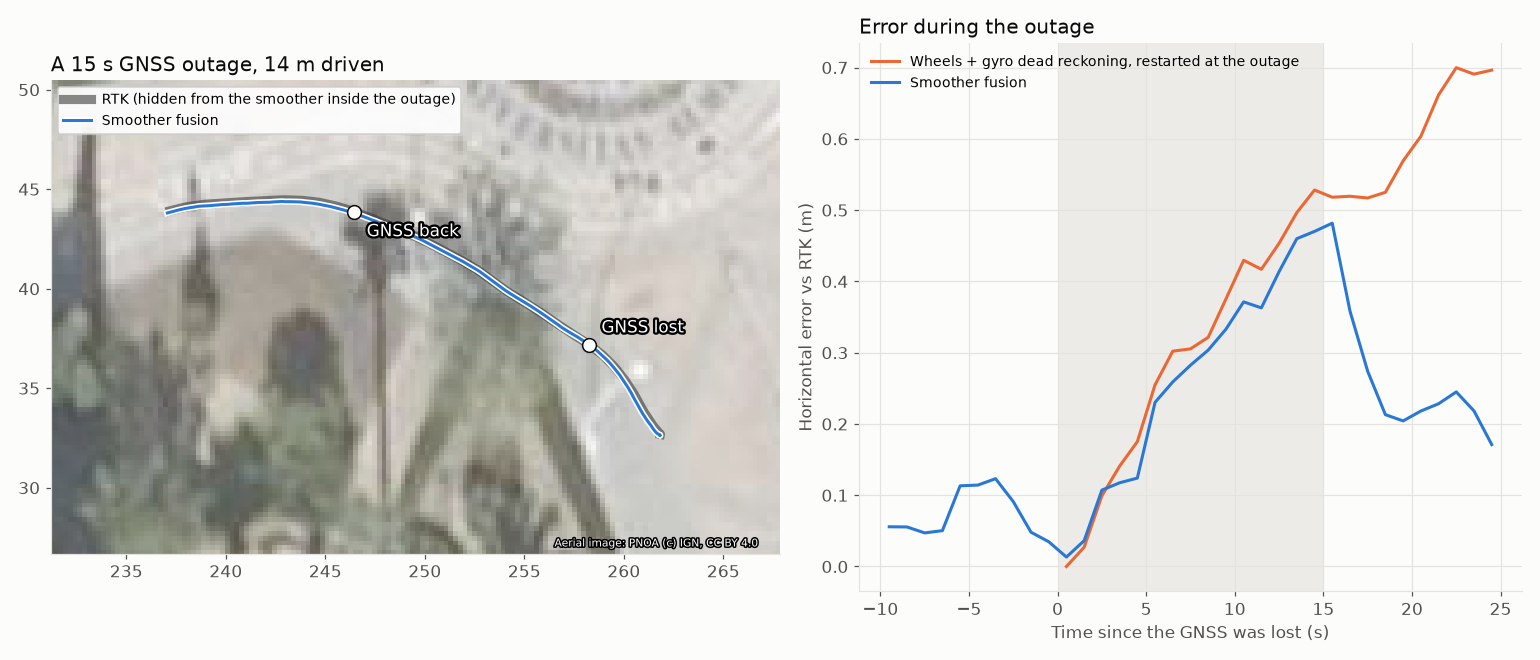 A 15 s GNSS outage, 14 m driven
RTK (hidden from the smoother inside the outage)
Smoother fusion
GNSS back
GNSS lost
Aerial image: PNOA (c) IGN, CC BY 4.0
50
45
40
35
30
235
240
245
250
255
260
265
Error during the outage
Wheels + gyro dead reckoning, restarted at the outage
Smoother fusion
Horizontal error vs RTK (m)
0.7
0.6
0.5
0.4
0.3
0.2
0.1
0.0
−10
−5
0
5
10
15
20
25
Time since the GNSS was lost (s)